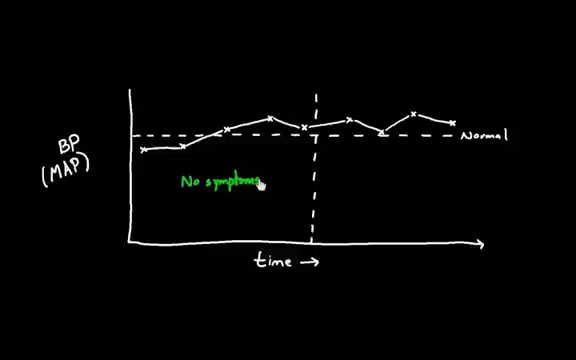 BP
(MAP)
Normal
No symptoms
time →